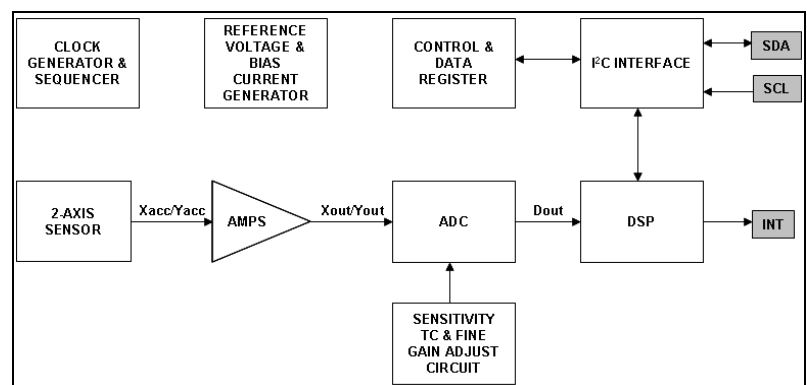 CLOCK
GENERATOR &
SEQUENCER
REFERENCE
VOLTAGE &
BIAS
CURRENT
GENERATOR
CONTROL &
DATA
REGISTER
I²C INTERFACE
SDA
SCL
2-AXIS
SENSOR
Xacc/Yacc
AMPS
Xout/Yout
ADC
Dout
DSP
INT
SENSITIVITY
TC & FINE
GAIN ADJUST
CIRCUIT